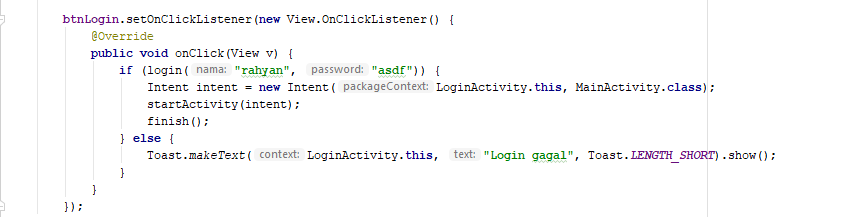 btnLogin.setOnClickListener(new View.OnClickListener() {
@Override
public void onClick(View v) {
if (login( nama: "rahyan", password: "asdf")) {
Intent intent = new Intent( packageContext: LoginActivity.this, MainActivity.class);
startActivity(intent);
finish();
} else {
Toast.makeText( context: LoginActivity.this, text: "Login gagal", Toast.LENGTH_SHORT).show();
}
}
});